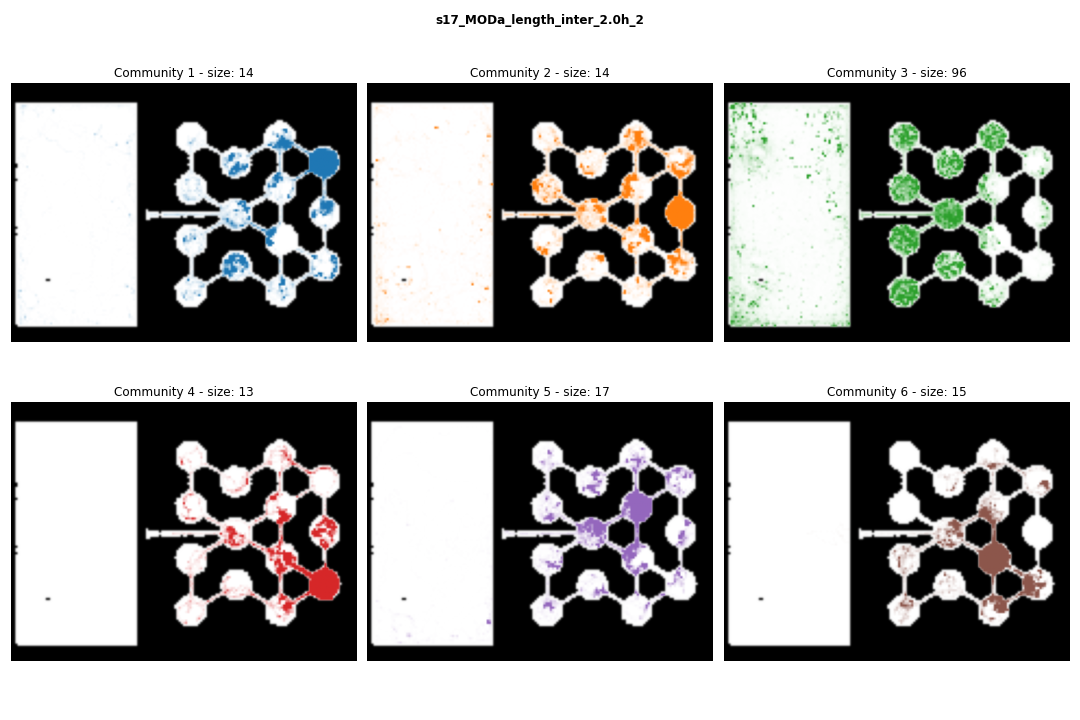 s17_MODa_length_inter_2.0h_2
Community 1 - size: 14
Community 2 - size: 14
Community 3 - size: 96
Community 4 - size: 13
Community 5 - size: 17
Community 6 - size: 15